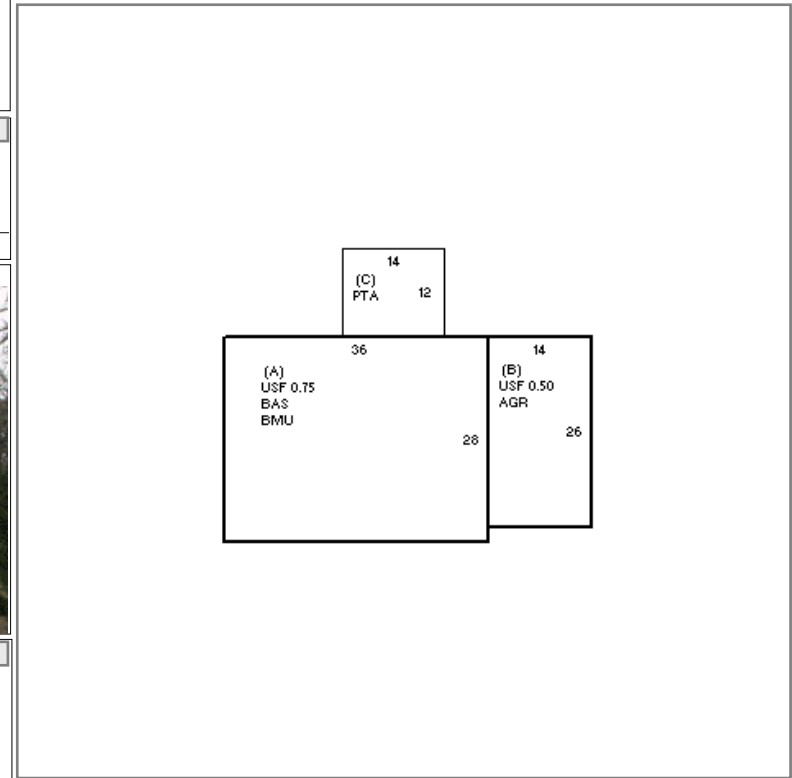 14
(C)
PTA 12
36
14
(A)
USF 0.75
BAS
BMU
28
(B)
USF 0.50
AGR
26